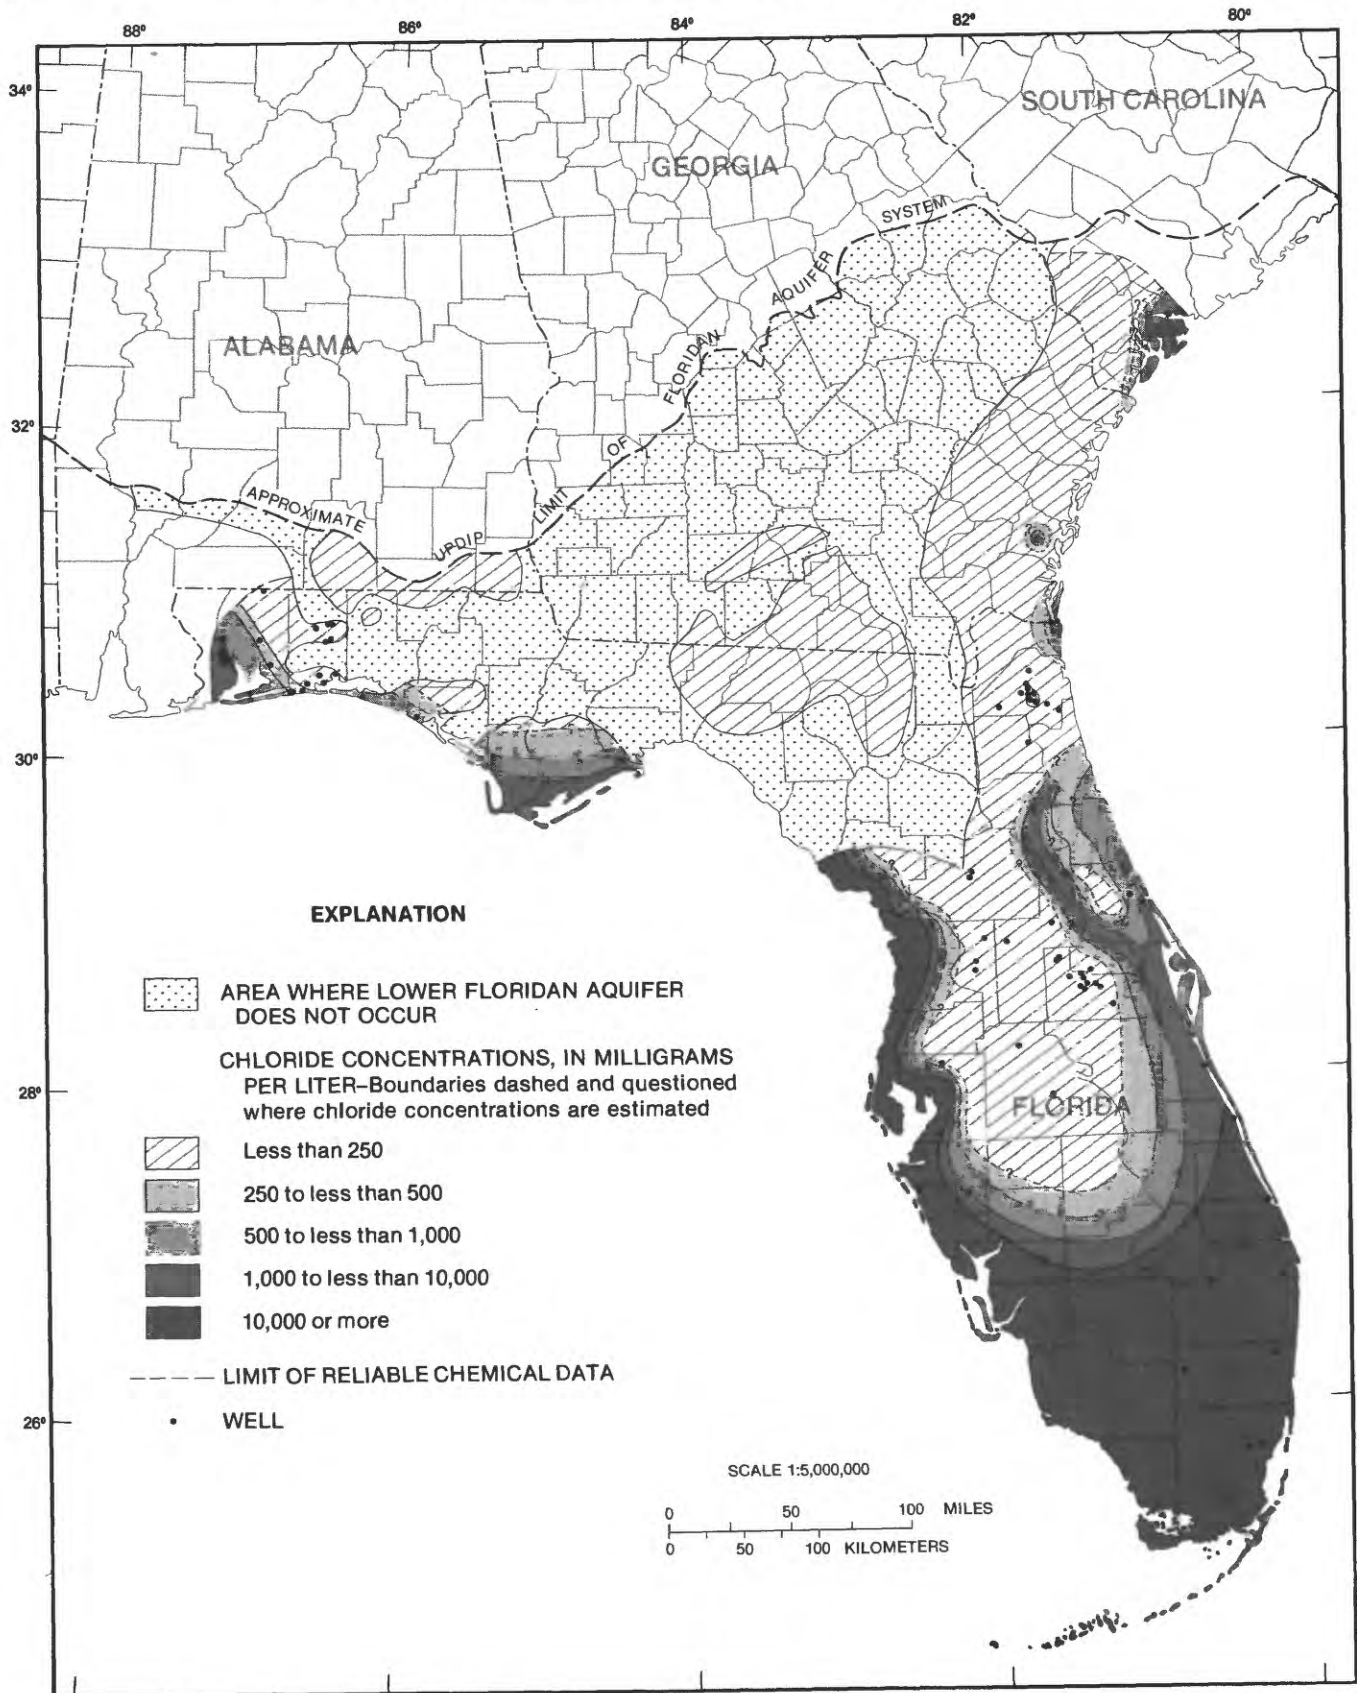 88°
86°
84°
82°
80°
34°
SOUTH CAROLINA
GEORGIA
SYSTEM
AQUIFER
ALABAMA
FLORIDAN
32°
OF
LIMIT
APPROXIMATE
UPDIP
30°
EXPLANATION
AREA WHERE LOWER FLORIDAN AQUIFER
DOES NOT OCCUR
CHLORIDE CONCENTRATIONS, IN MILLIGRAMS
PER LITER–Boundaries dashed and questioned
where chloride concentrations are estimated
28°
FLORIDA
Less than 250
250 to less than 500
500 to less than 1,000
1,000 to less than 10,000
10,000 or more
LIMIT OF RELIABLE CHEMICAL DATA
26°
WELL
SCALE 1:5,000,000
0 50 100 MILES
0 50 100 KILOMETERS